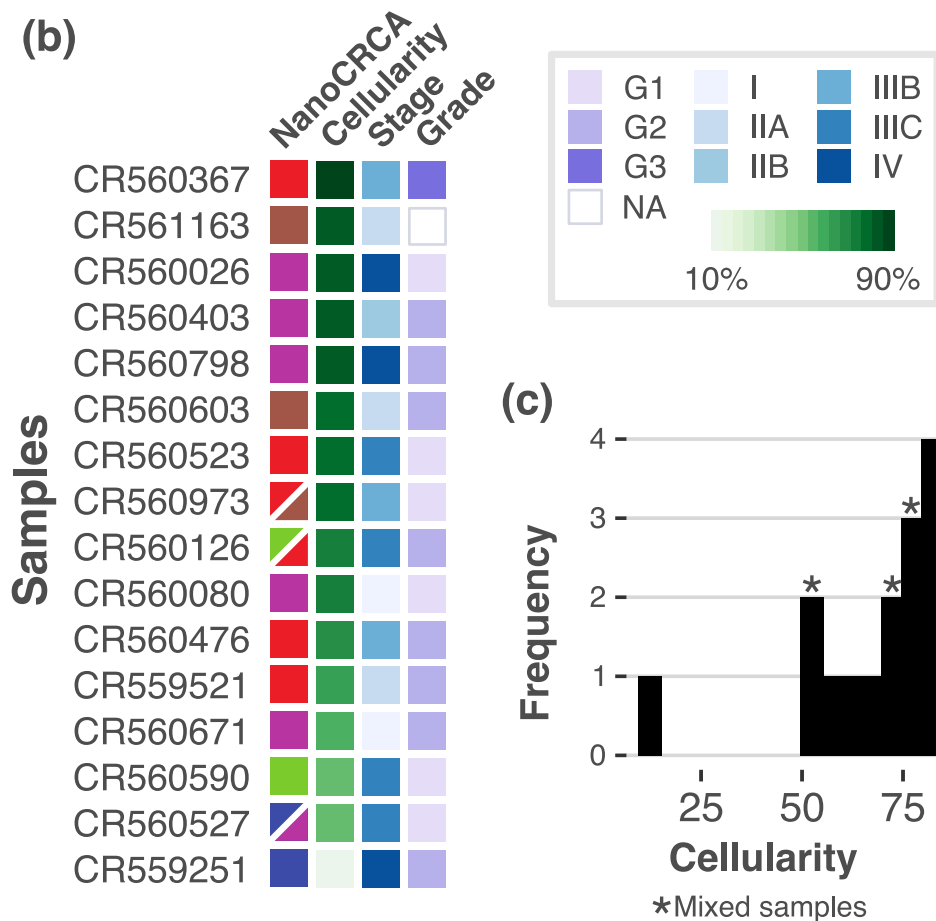 (b)
NanoCRCA
Cellularity
Stage
Grade
Samples
CR560367
CR561163
CR560026
CR560403
CR560798
CR560603
CR560523
CR560973
CR560126
CR560080
CR560476
CR559521
CR560671
CR560590
CR560527
CR559251
G1 I IIIB
G2 IIA IIIC
G3 IIB IV
NA
10% 90%
(c)
Frequency
4
3
2
1
0
*
*
*
25 50 75
Cellularity
*Mixed samples